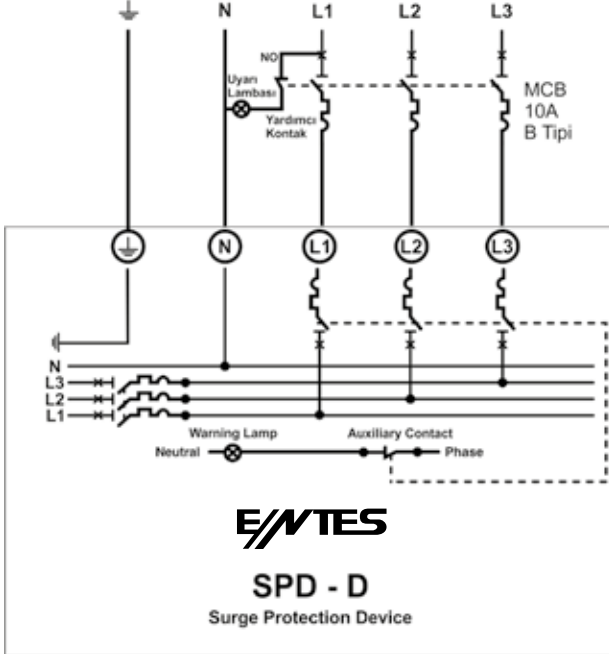 N L1 L2 L3
NO
Uyarı
Lambası
Yardımcı
Kontak
MCB
10A
B Tipi
N L1 L2 L3
N
L3
L2
L1
Warning Lamp Auxiliary Contact
Neutral Phase
ENTES
SPD - D
Surge Protection Device